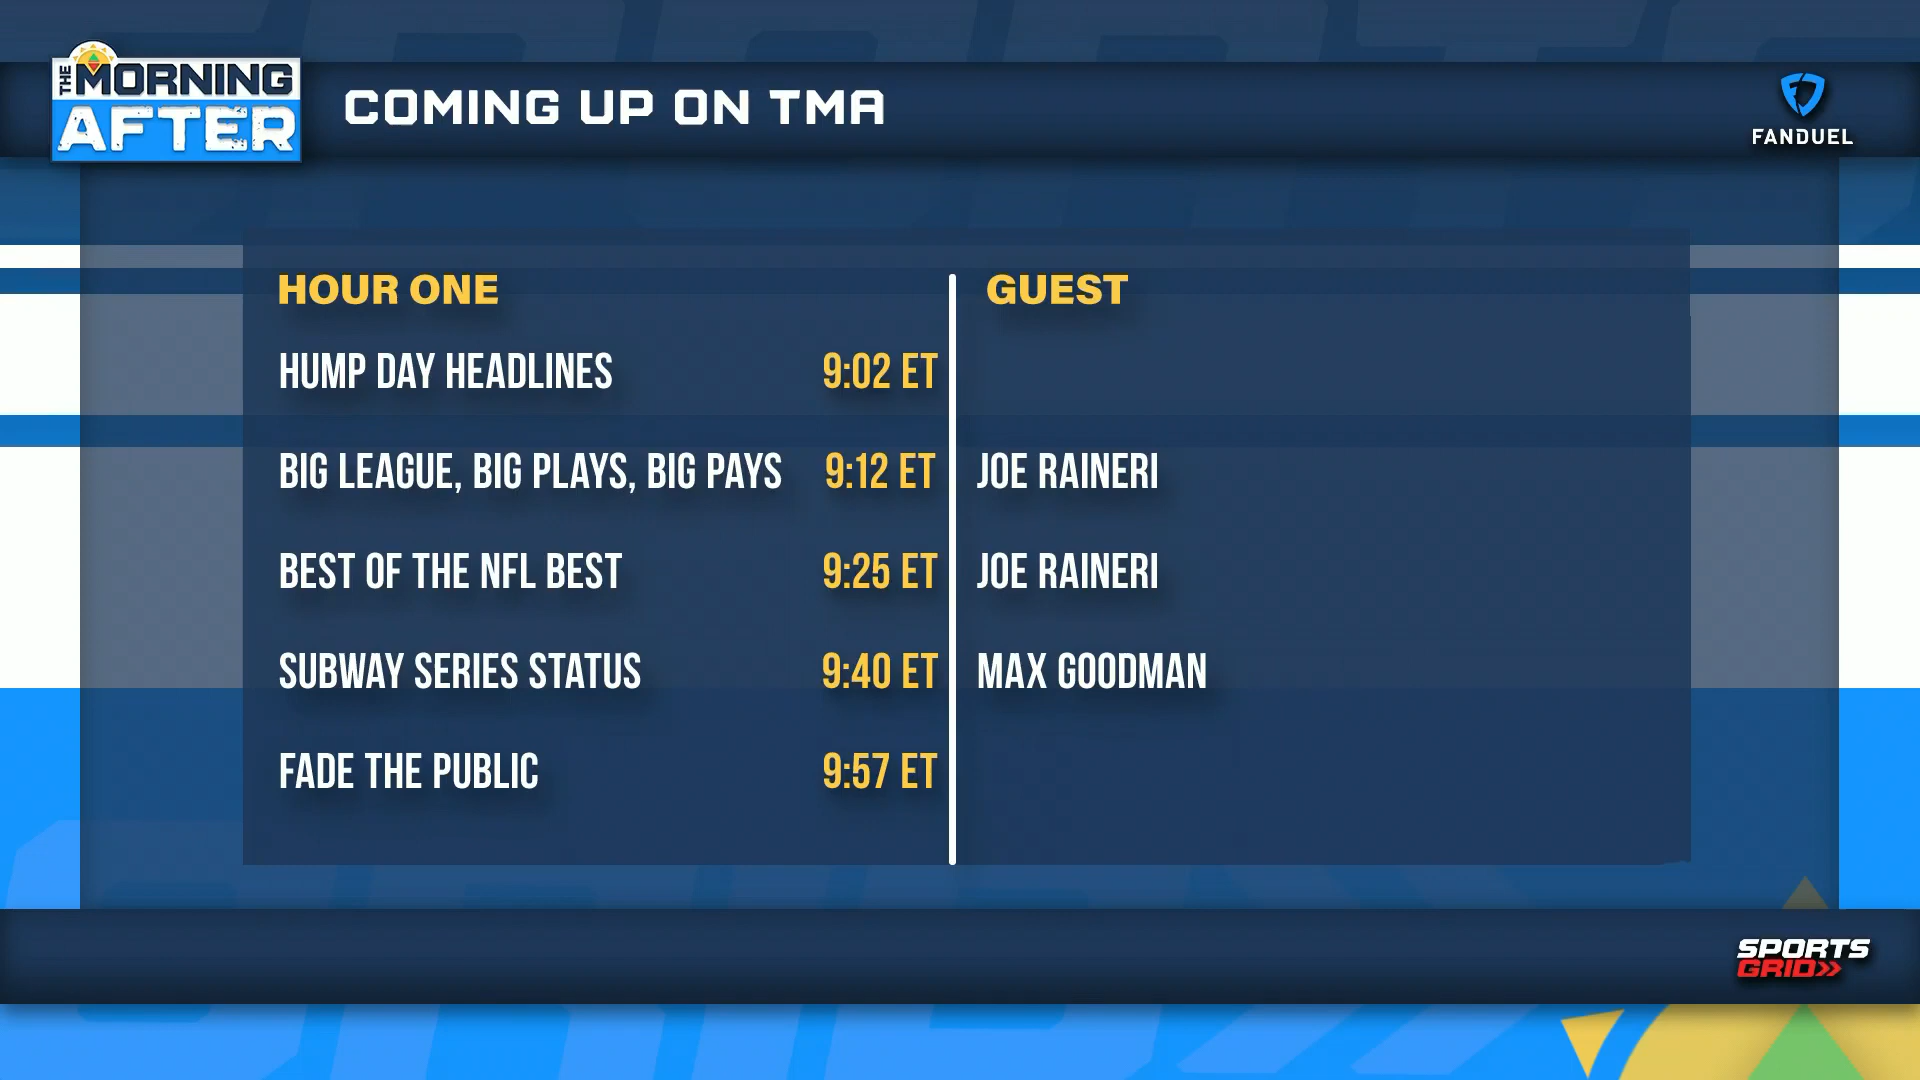 THE MORNING
AFTER
COMING UP ON TMA
FANDUEL
HOUR ONE GUEST
HUMP DAY HEADLINES 9:02 ET
BIG LEAGUE, BIG PLAYS, BIG PAYS 9:12 ET JOE RAINERI
BEST OF THE NFL BEST 9:25 ET JOE RAINERI
SUBWAY SERIES STATUS 9:40 ET MAX GOODMAN
FADE THE PUBLIC 9:57 ET
SPORTS
GRID